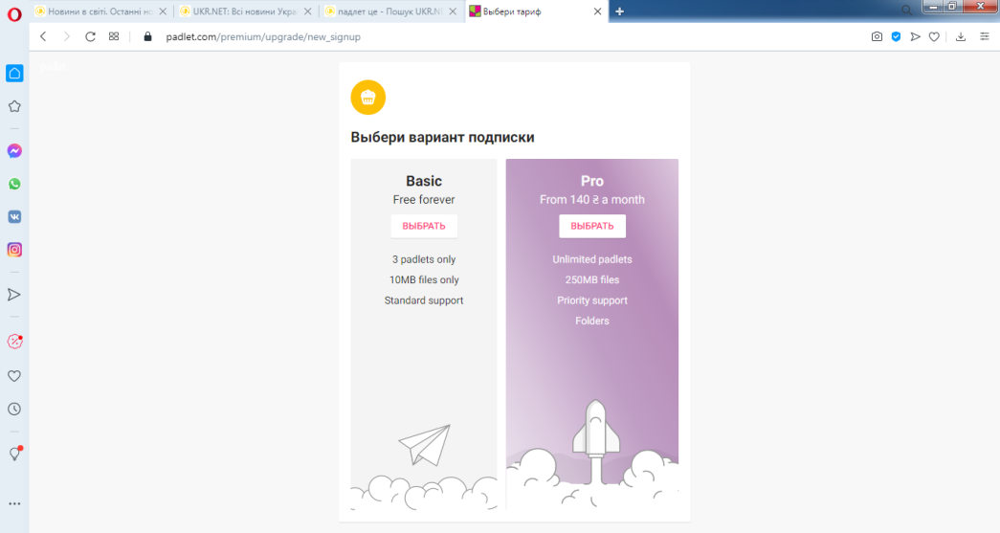 Новини в світі. Останні но
UKR.NET: Всі новини Украї
падлет це - Пошук UKR.NE
Выбери тариф
padlet.com/premium/upgrade/new_signup
padlet
Выбери вариант подписки
Basic
Free forever
ВЫБРАТЬ
3 padlets only
10MB files only
Standard support
Pro
From 140 ₴ a month
ВЫБРАТЬ
Unlimited padlets
250MB files
Priority support
Folders